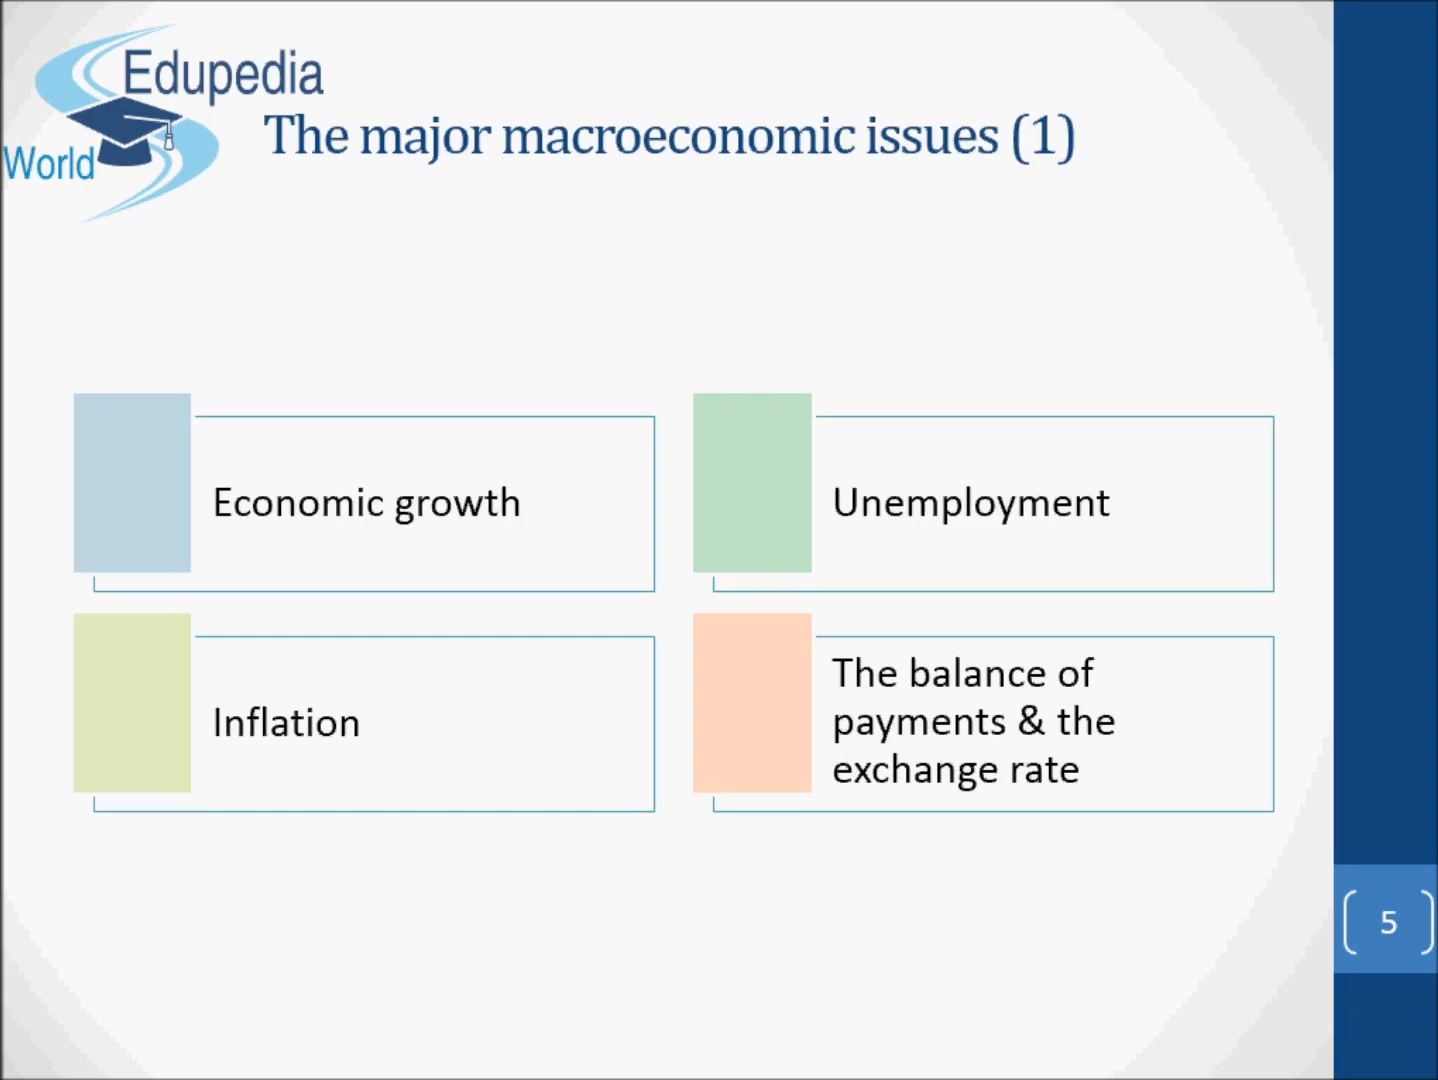 Edupedia
World
The major macroeconomic issues (1)
Economic growth
Unemployment
Inflation
The balance of
payments & the
exchange rate
5